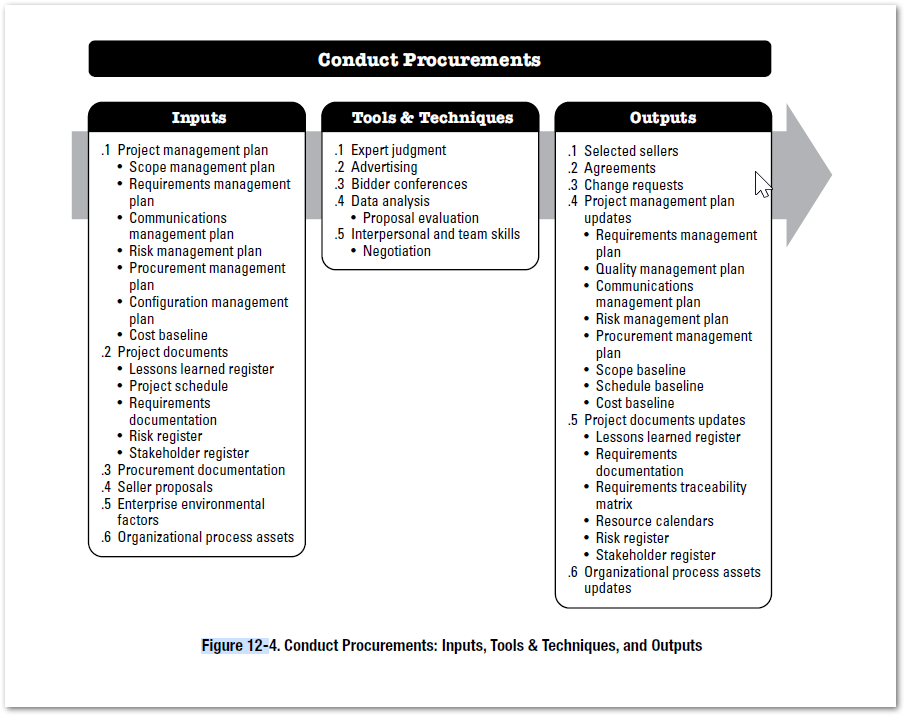 Conduct Procurements
Inputs
.1 Project management plan
• Scope management plan
• Requirements management
plan
• Communications
management plan
• Risk management plan
• Procurement management
plan
• Configuration management
plan
• Cost baseline
.2 Project documents
• Lessons learned register
• Project schedule
• Requirements
documentation
• Risk register
• Stakeholder register
.3 Procurement documentation
.4 Seller proposals
.5 Enterprise environmental
factors
.6 Organizational process assets
Tools & Techniques
.1 Expert judgment
.2 Advertising
.3 Bidder conferences
.4 Data analysis
• Proposal evaluation
.5 Interpersonal and team skills
• Negotiation
Outputs
.1 Selected sellers
.2 Agreements
.3 Change requests
.4 Project management plan
updates
• Requirements management
plan
• Quality management plan
• Communications
management plan
• Risk management plan
• Procurement management
plan
• Scope baseline
• Schedule baseline
• Cost baseline
.5 Project documents updates
• Lessons learned register
• Requirements
documentation
• Requirements traceability
matrix
• Resource calendars
• Risk register
• Stakeholder register
.6 Organizational process assets
updates
Figure 12-4. Conduct Procurements: Inputs, Tools & Techniques, and Outputs